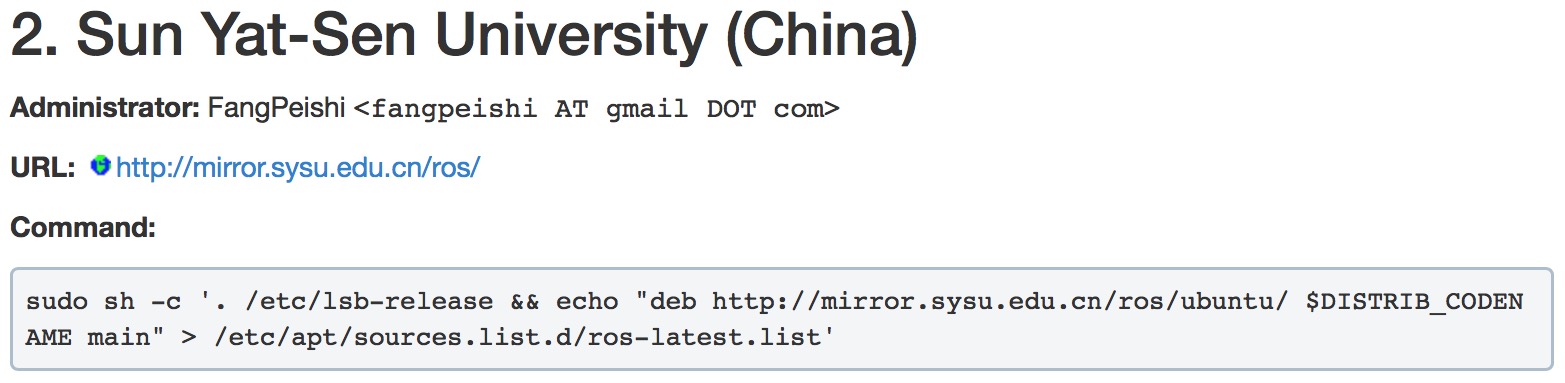 2. Sun Yat-Sen University (China)
Administrator: FangPeishi <fangpeishi AT gmail DOT com>
URL: http://mirror.sysu.edu.cn/ros/
Command:
sudo sh -c '. /etc/lsb-release && echo "deb http://mirror.sysu.edu.cn/ros/ubuntu/ $DISTRIB_CODEN
AME main" > /etc/apt/sources.list.d/ros-latest.list'